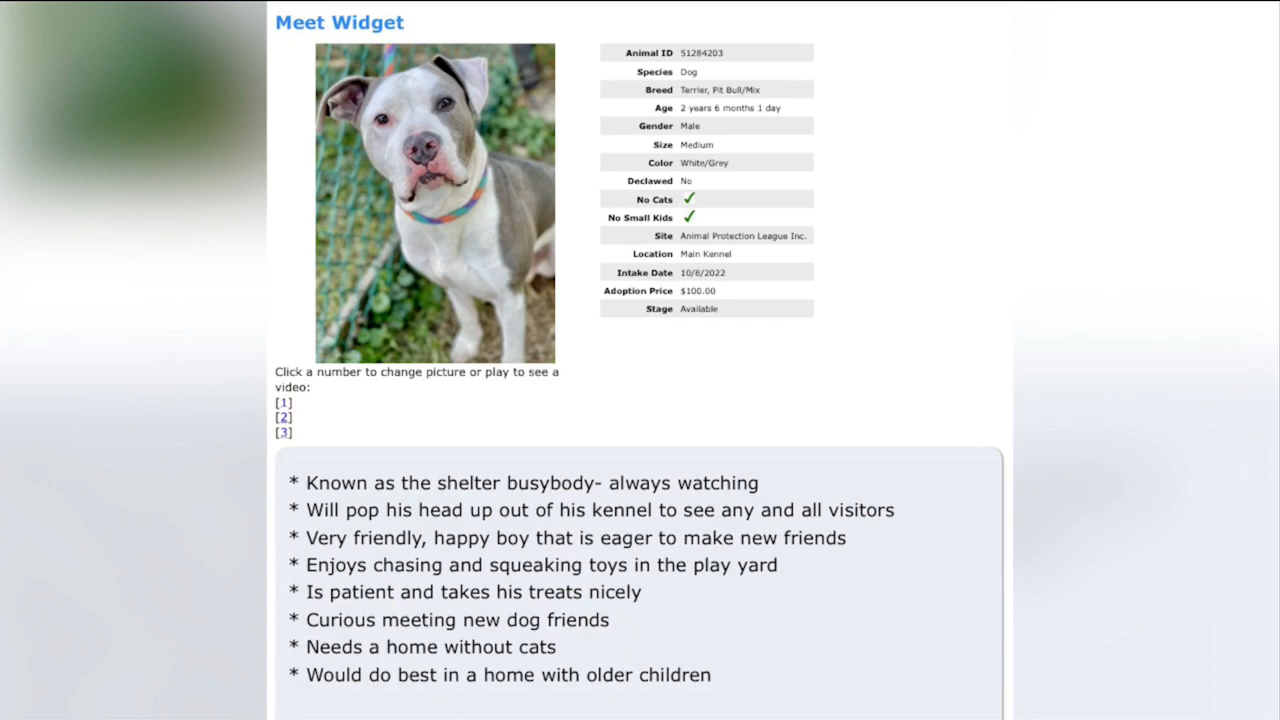 Meet Widget
Animal ID 51284203
Species Dog
Breed Terrier, Pit Bull/Mix
Age 2 years 6 months 1 day
Gender Male
Size Medium
Color White/Grey
Declawed No
No Cats ✓
No Small Kids ✓
Site Animal Protection League Inc.
Location Main Kennel
Intake Date 10/8/2022
Adoption Price $100.00
Stage Available
Click a number to change picture or play to see a
video:
[1]
[2]
[3]
* Known as the shelter busybody- always watching
* Will pop his head up out of his kennel to see any and all visitors
* Very friendly, happy boy that is eager to make new friends
* Enjoys chasing and squeaking toys in the play yard
* Is patient and takes his treats nicely
* Curious meeting new dog friends
* Needs a home without cats
* Would do best in a home with older children